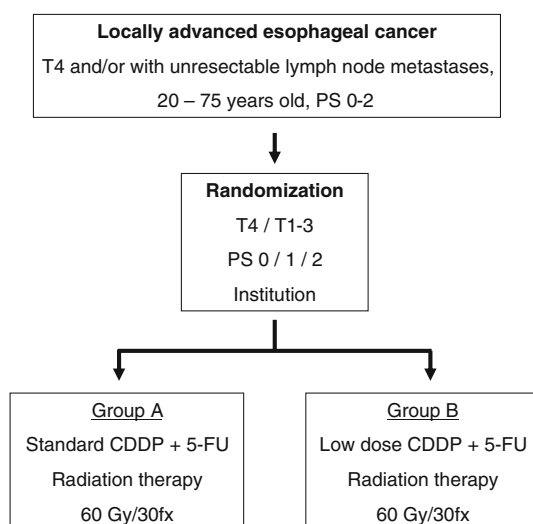 Locally advanced esophageal cancer
T4 and/or with unresectable lymph node metastases,
20 – 75 years old, PS 0-2
Randomization
T4 / T1-3
PS 0 / 1 / 2
Institution
Group A
Standard CDDP + 5-FU
Radiation therapy
60 Gy/30fx
Group B
Low dose CDDP + 5-FU
Radiation therapy
60 Gy/30fx